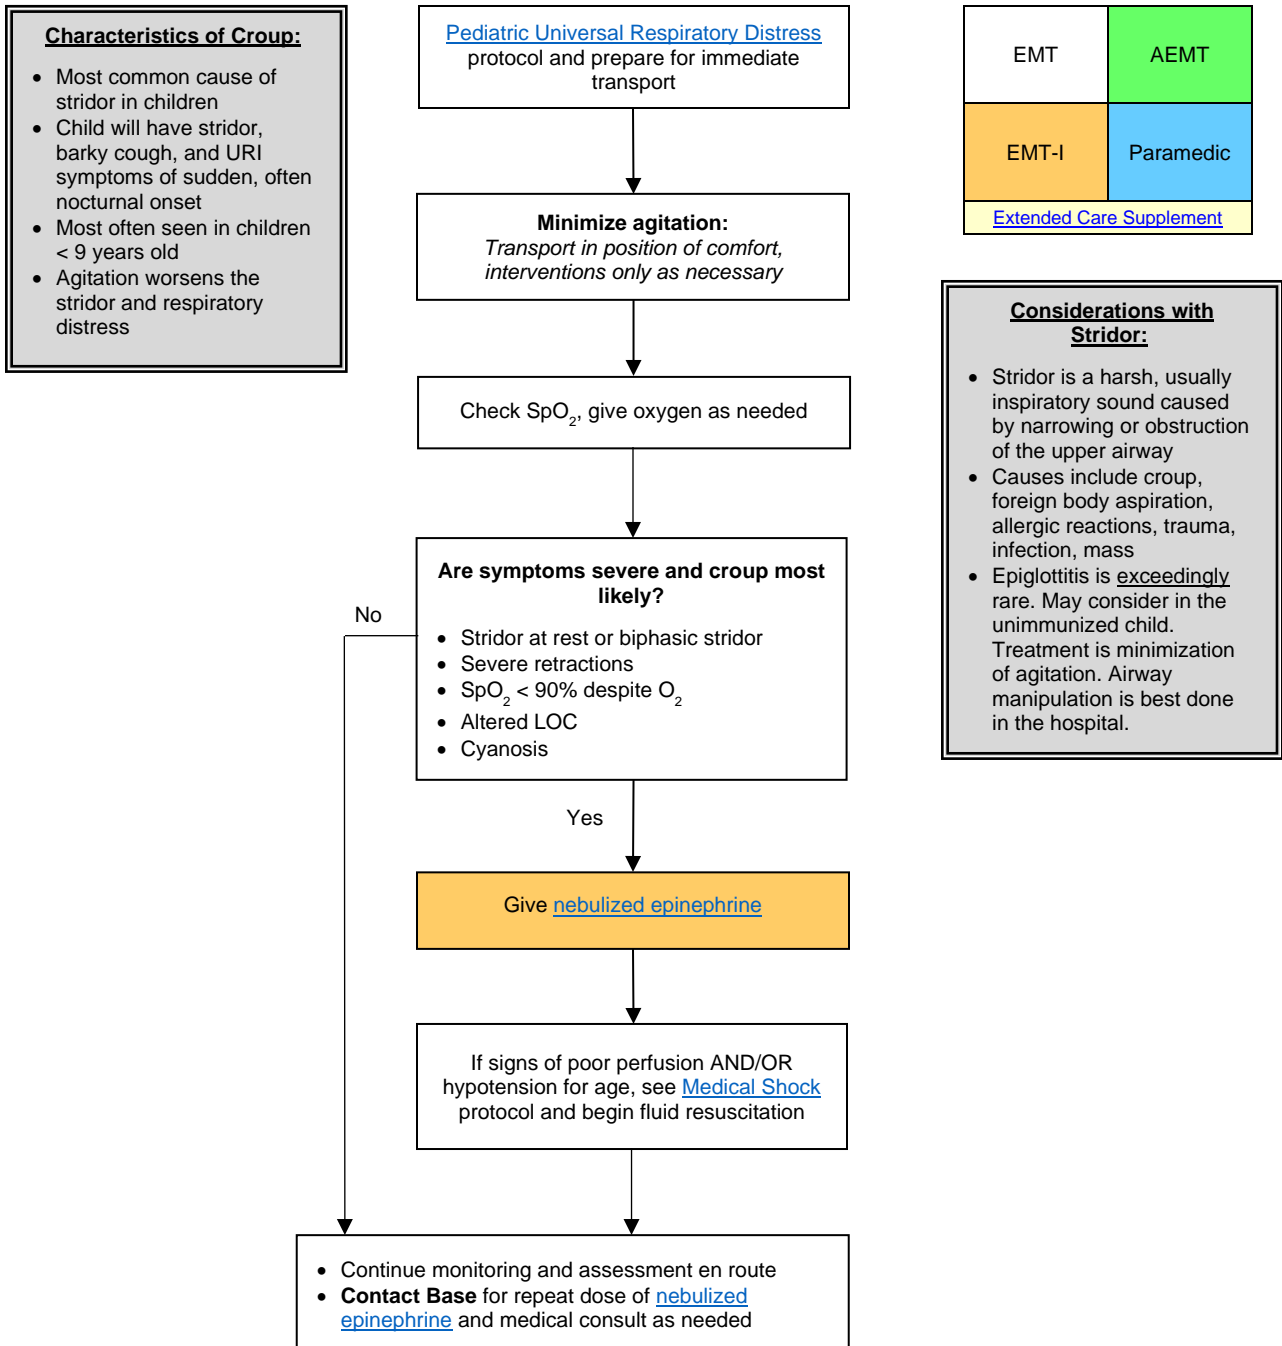 Characteristics of Croup:
• Most common cause of
stridor in children
• Child will have stridor,
barky cough, and URI
symptoms of sudden, often
nocturnal onset
• Most often seen in children
< 9 years old
• Agitation worsens the
stridor and respiratory
distress
Pediatric Universal Respiratory Distress
protocol and prepare for immediate
transport
EMT
AEMT
EMT-I
Paramedic
Extended Care Supplement
Minimize agitation:
Transport in position of comfort,
interventions only as necessary
Check SpO2, give oxygen as needed
Considerations with
Stridor:
• Stridor is a harsh, usually
inspiratory sound caused
by narrowing or obstruction
of the upper airway
• Causes include croup,
foreign body aspiration,
allergic reactions, trauma,
infection, mass
• Epiglottitis is exceedingly
rare. May consider in the
unimmunized child.
Treatment is minimization
of agitation. Airway
manipulation is best done
in the hospital.
Are symptoms severe and croup most
likely?
• Stridor at rest or biphasic stridor
• Severe retractions
• SpO2 < 90% despite O2
• Altered LOC
• Cyanosis
No
Yes
Give nebulized epinephrine
If signs of poor perfusion AND/OR
hypotension for age, see Medical Shock
protocol and begin fluid resuscitation
• Continue monitoring and assessment en route
• Contact Base for repeat dose of nebulized
epinephrine and medical consult as needed